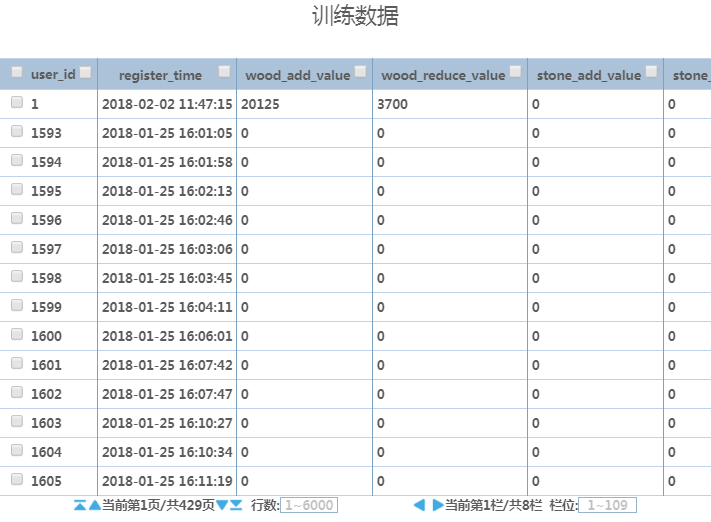 训练数据
user_id register_time wood_add_value wood_reduce_value stone_add_value stone_
1 2018-02-02 11:47:15 20125 3700 0 0
1593 2018-01-25 16:01:05 0 0 0 0
1594 2018-01-25 16:01:58 0 0 0 0
1595 2018-01-25 16:02:13 0 0 0 0
1596 2018-01-25 16:02:46 0 0 0 0
1597 2018-01-25 16:03:06 0 0 0 0
1598 2018-01-25 16:03:45 0 0 0 0
1599 2018-01-25 16:04:11 0 0 0 0
1600 2018-01-25 16:06:01 0 0 0 0
1601 2018-01-25 16:07:42 0 0 0 0
1602 2018-01-25 16:07:47 0 0 0 0
1603 2018-01-25 16:10:27 0 0 0 0
1604 2018-01-25 16:10:34 0 0 0 0
1605 2018-01-25 16:11:19 0 0 0 0
当前第1页/共429页 行数: 1~6000 当前第1栏/共8栏 栏位: 1~109